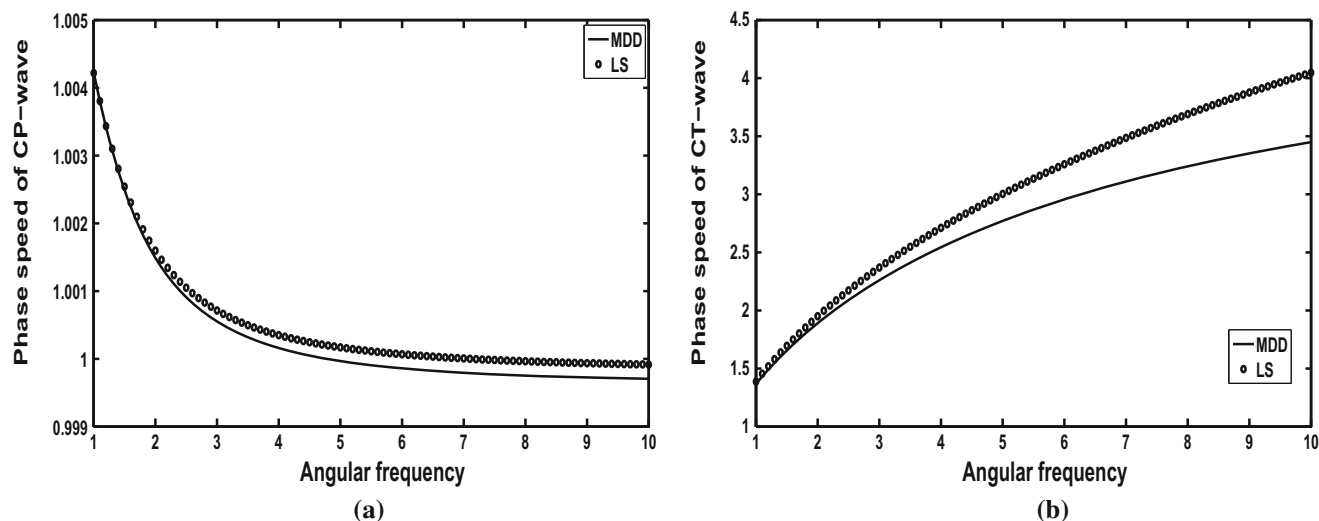 1.005
1.004
1.003
1.002
1.001
1
0.999
Phase speed of CP-wave
MDD
LS
1 2 3 4 5 6 7 8 9 10
Angular frequency
(a)
4.5
4
3.5
3
2.5
2
1.5
1
Phase speed of CT-wave
MDD
LS
1 2 3 4 5 6 7 8 9 10
Angular frequency
(b)